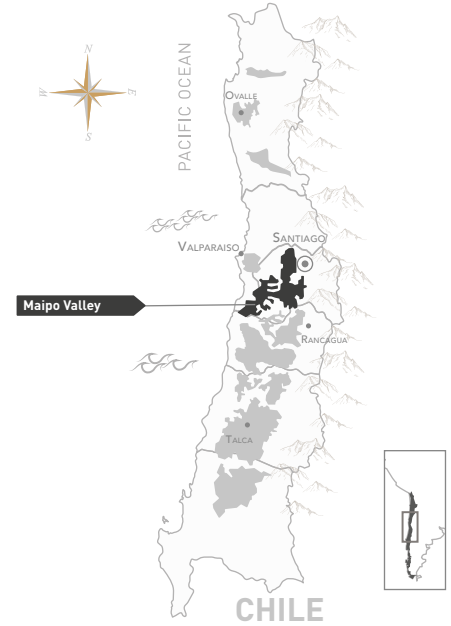 N
W
E
S
PACIFIC OCEAN
OVALLE
SANTIAGO
VALPARAISO
Maipo Valley
RANCAGUA
TALCA
CHILE